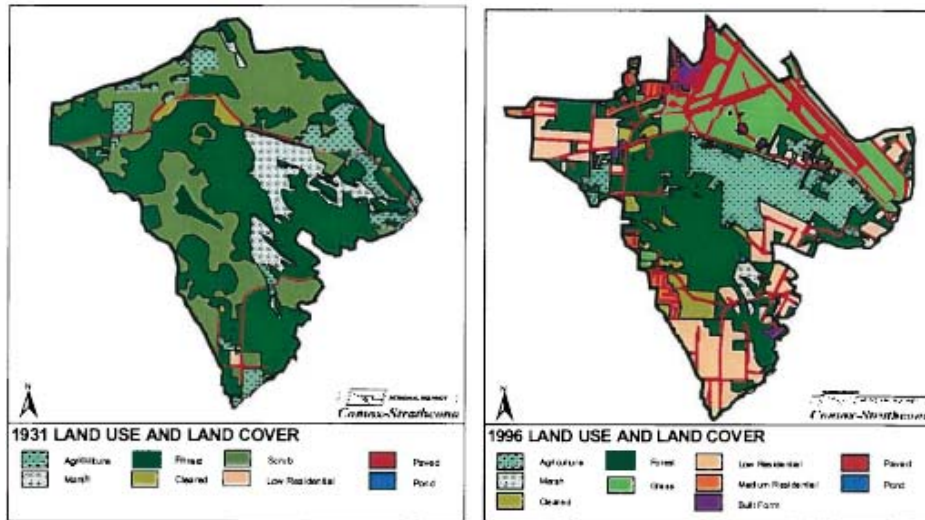 N
Comox-Strathcona
1931 LAND USE AND LAND COVER
Agriculture
Forest
Scrub
Paved
Marsh
Cleared
Low Residential
Pond
N
Comox-Strathcona
1996 LAND USE AND LAND COVER
Agriculture
Forest
Low Residential
Paved
Marsh
Grass
Medium Residential
Pond
Cleared
Built Form